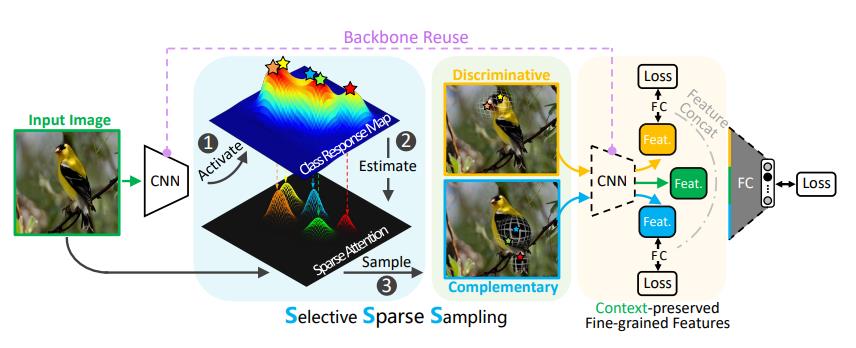 Backbone Reuse
Input Image
CNN
1
Activate
Class Response Map
2
Estimate
Sparse Attention
Sample
3
Selective Sparse Sampling
Discriminative
Complementary
CNN
Loss
FC
Feat.
Feat.
Feat.
FC
Loss
Feature
Concat
FC
Loss
Context-preserved
Fine-grained Features